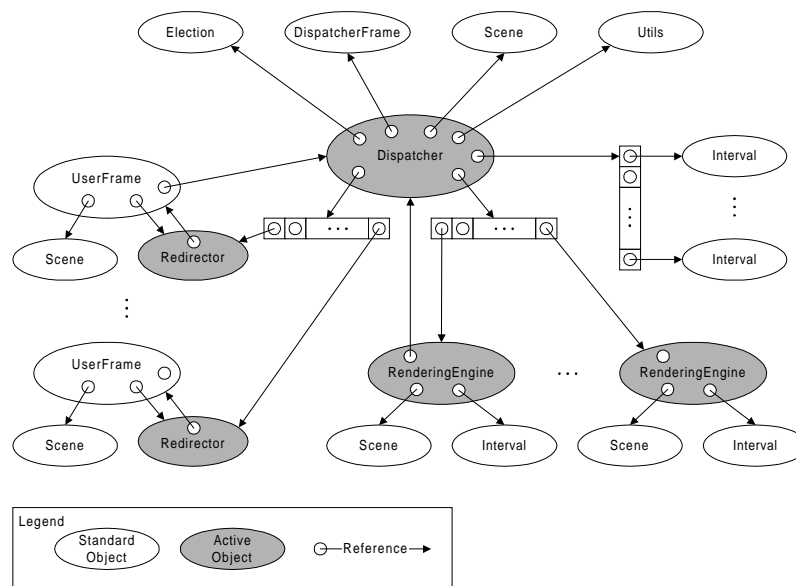 Election
DispatcherFrame
Scene
Utils
Dispatcher
Interval
UserFrame
...
...
...
...
Scene
Redirector
Interval
...
UserFrame
RenderingEngine
...
RenderingEngine
Scene
Redirector
Scene
Interval
Scene
Interval
Legend
Standard
Object
Active
Object
Reference